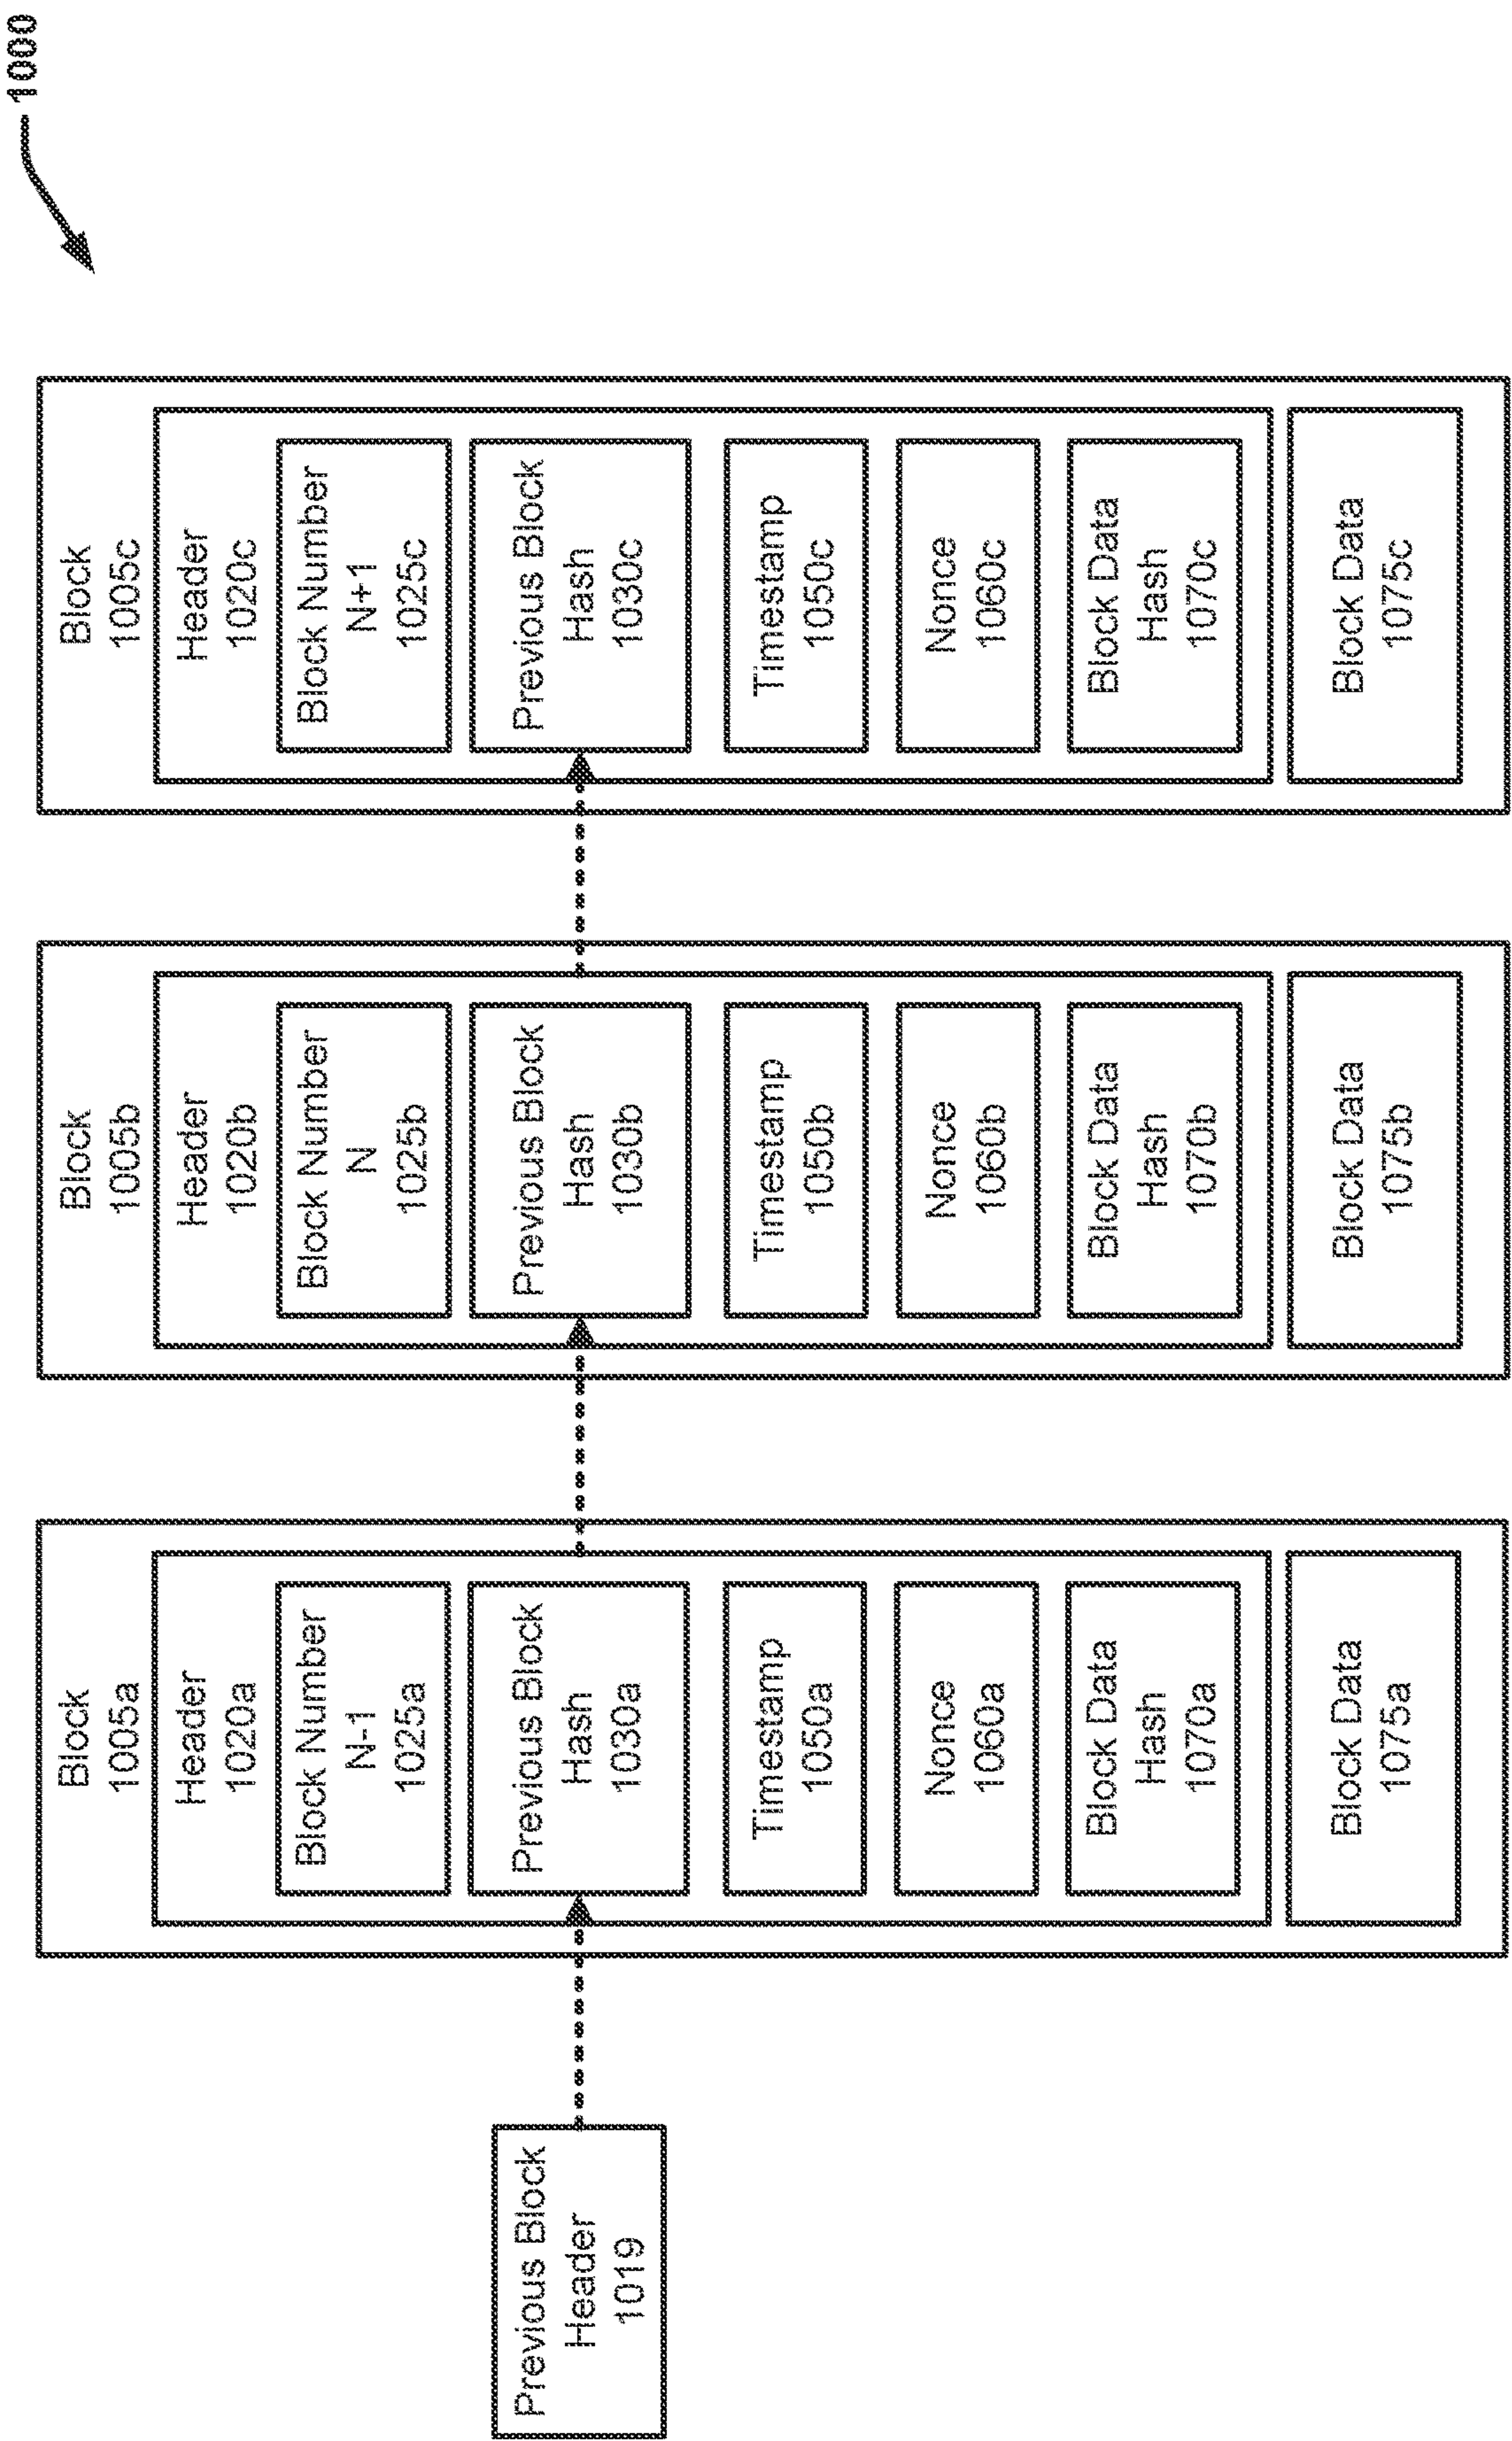 1000
Previous Block
Header
1019
Block
1005a
Header
1020a
Block Number
N-1
1025a
Previous Block
Hash
1030a
Timestamp
1050a
Nonce
1060a
Block Data
Hash
1070a
Block Data
1075a
Block
1005b
Header
1020b
Block Number
N
1025b
Previous Block
Hash
1030b
Timestamp
1050b
Nonce
1060b
Block Data
Hash
1070b
Block Data
1075b
Block
1005c
Header
1020c
Block Number
N+1
1025c
Previous Block
Hash
1030c
Timestamp
1050c
Nonce
1060c
Block Data
Hash
1070c
Block Data
1075c